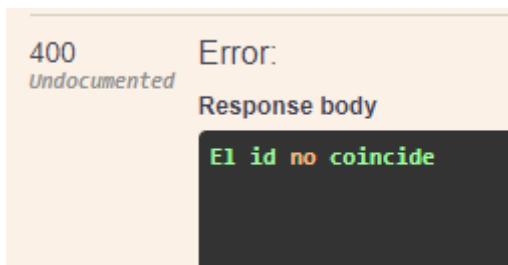 400
Error:
Undocumented
Response body
El id no coincide